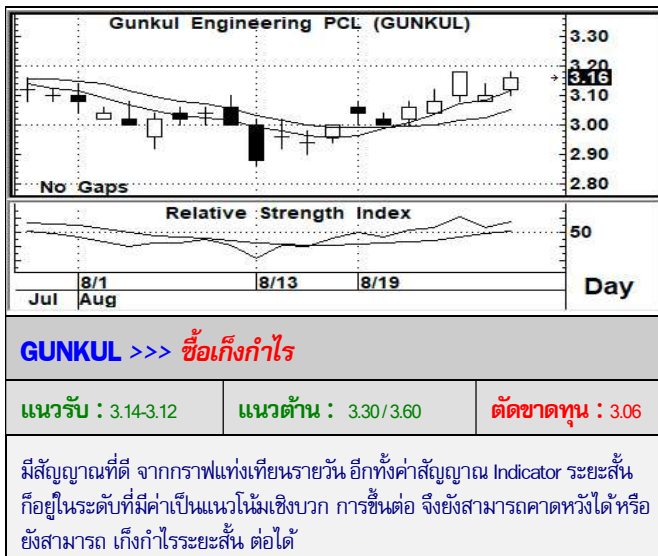 Gunkul Engineering PCL (GUNKUL)
3.30
3.20
3.16
3.10
3.00
2.90
2.80
No Gaps
Relative Strength Index
50
8/1 8/13 8/19
Jul Aug
Day
GUNKUL >>> ซื้อเก็งกำไร
แนวรับ : 3.14-3.12 แนวต้าน : 3.30/3.60 ตัดขาดทุน : 3.06
มีสัญญาณที่ดี จากกราฟแท่งเทียนรายวัน อีกทั้งค่าสัญญาณ Indicator ระยะสั้น
ก็อยู่ในระดับที่มีค่าเป็นแนวโน้มเชิงบวก การขึ้นต่อ จึงยังสามารถคาดหวังได้ หรือ
ยังสามารถ เก็งกำไรระยะสั้น ต่อได้